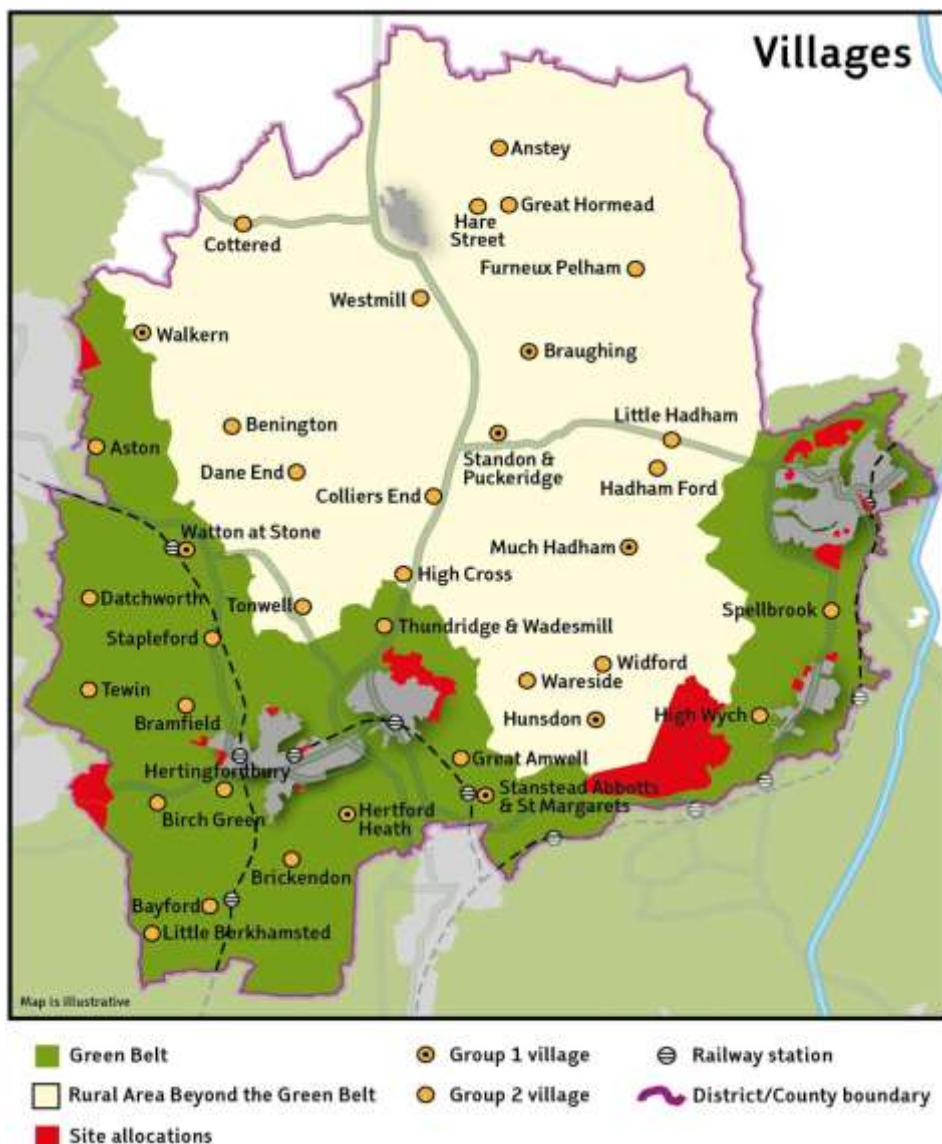 Villages
Anstey
Great Hormead
Hare
Street
Cottered
Furneux Pelham
Westmill
Walkern
Braughing
Little Hadham
Benington
Aston
Standon &
Puckeridge
Dane End
Hadham Ford
Colliers End
Watton at Stone
Much Hadham
High Cross
Datchworth
Tonwell
Spellbrook
Thundridge & Wadesmill
Stapleford
Widford
Wareside
Tewin
Bramfield
Hunsdon
High Wych
Great Amwell
Hertingfordbury
Stanstead Abbotts
& St Margarets
Birch Green
Hertford
Heath
Brickendon
Bayford
Little Berkhamsted
Map is illustrative
Green Belt
Group 1 village
Railway station
Rural Area Beyond the Green Belt
Group 2 village
District/County boundary
Site allocations